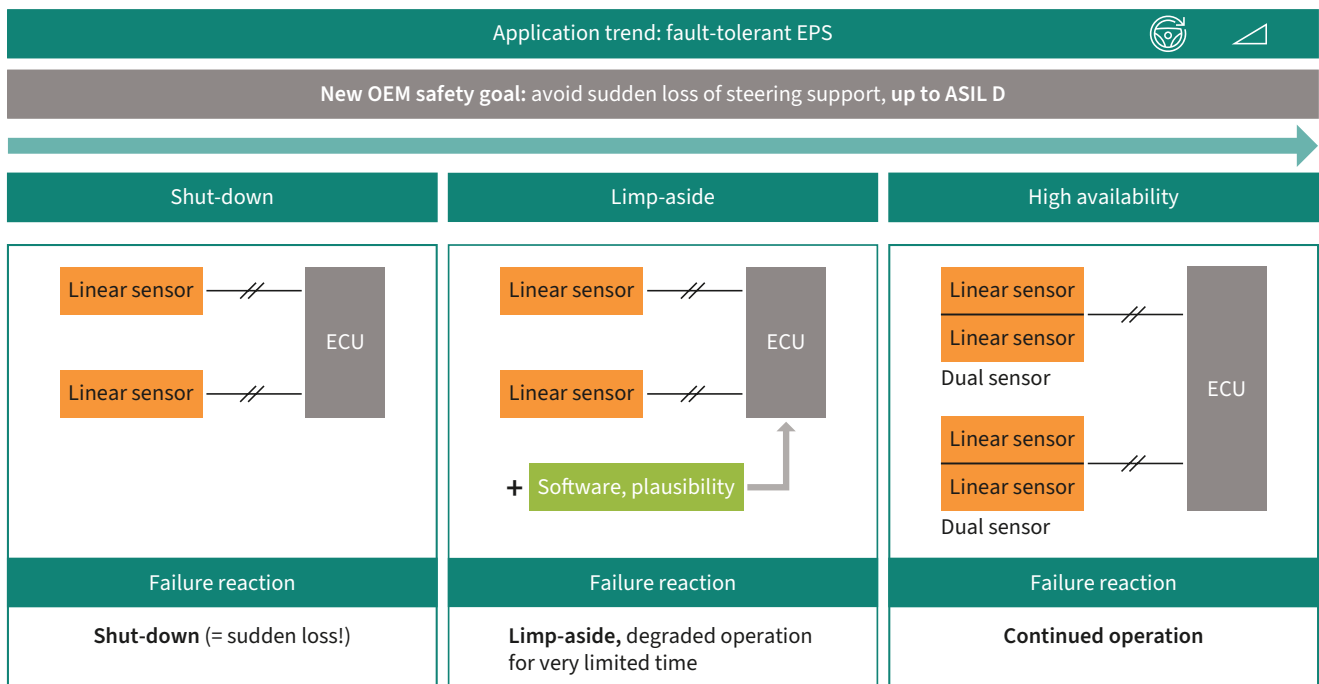 Application trend: fault-tolerant EPS
New OEM safety goal: avoid sudden loss of steering support, up to ASIL D
Shut-down
Linear sensor
ECU
Linear sensor
Failure reaction
Shut-down (= sudden loss!)
Limp-aside
Linear sensor
ECU
Linear sensor
+ Software, plausibility
Failure reaction
Limp-aside, degraded operation
for very limited time
High availability
Linear sensor
Linear sensor
Dual sensor
ECU
Linear sensor
Linear sensor
Dual sensor
Failure reaction
Continued operation